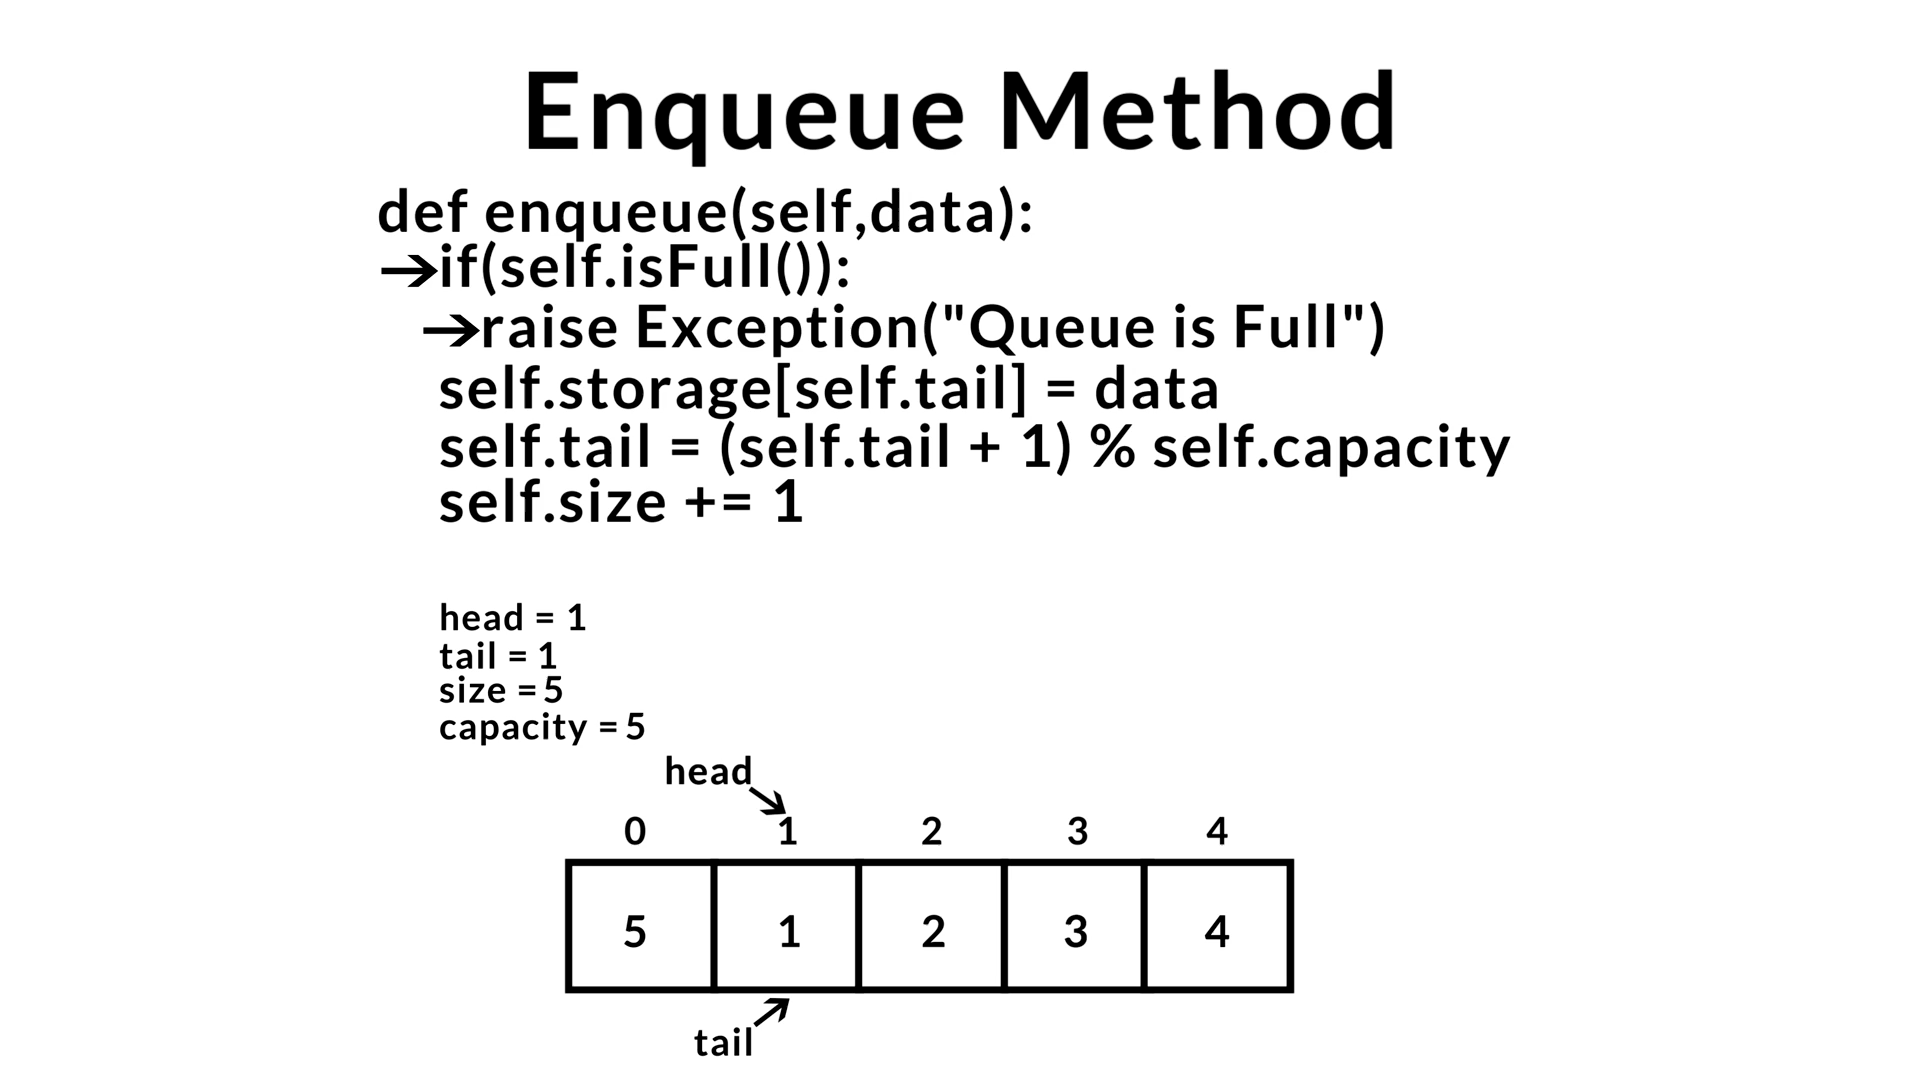 Enqueue Method
def enqueue(self,data):
→if(self.isFull()):
→raise Exception("Queue is Full")
self.storage[self.tail] = data
self.tail = (self.tail + 1) % self.capacity
self.size += 1
head = 1
tail = 1
size = 5
capacity = 5
head
0 1 2 3 4
5 1 2 3 4
tail